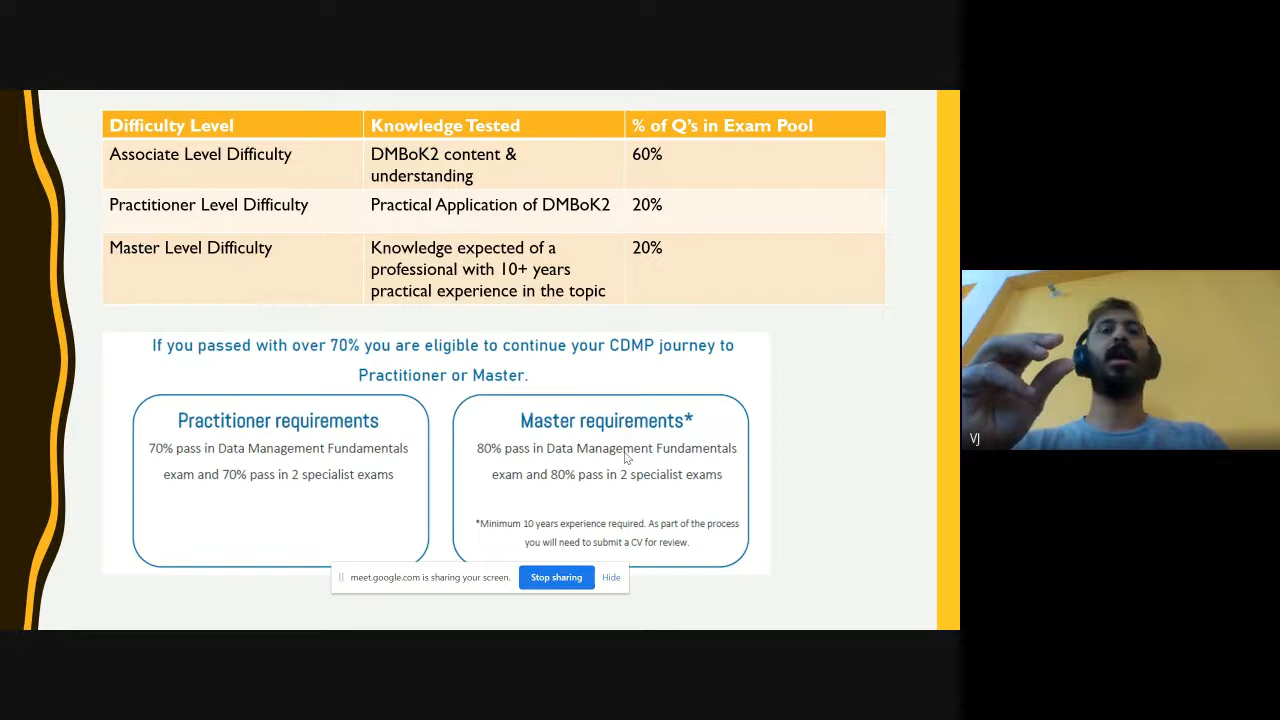 Difficulty Level Knowledge Tested % of Q's in Exam Pool
Associate Level Difficulty DMBoK2 content & 60%
understanding
Practitioner Level Difficulty Practical Application of DMBoK2 20%
Master Level Difficulty Knowledge expected of a 20%
professional with 10+ years
practical experience in the topic
If you passed with over 70% you are eligible to continue your CDMP journey to
Practitioner or Master.
Practitioner requirements
70% pass in Data Management Fundamentals
exam and 70% pass in 2 specialist exams
Master requirements*
80% pass in Data Management Fundamentals
exam and 80% pass in 2 specialist exams
*Minimum 10 years experience required. As part of the process
you will need to submit a CV for review.
meet.google.com is sharing your screen. Stop sharing Hide
VJ